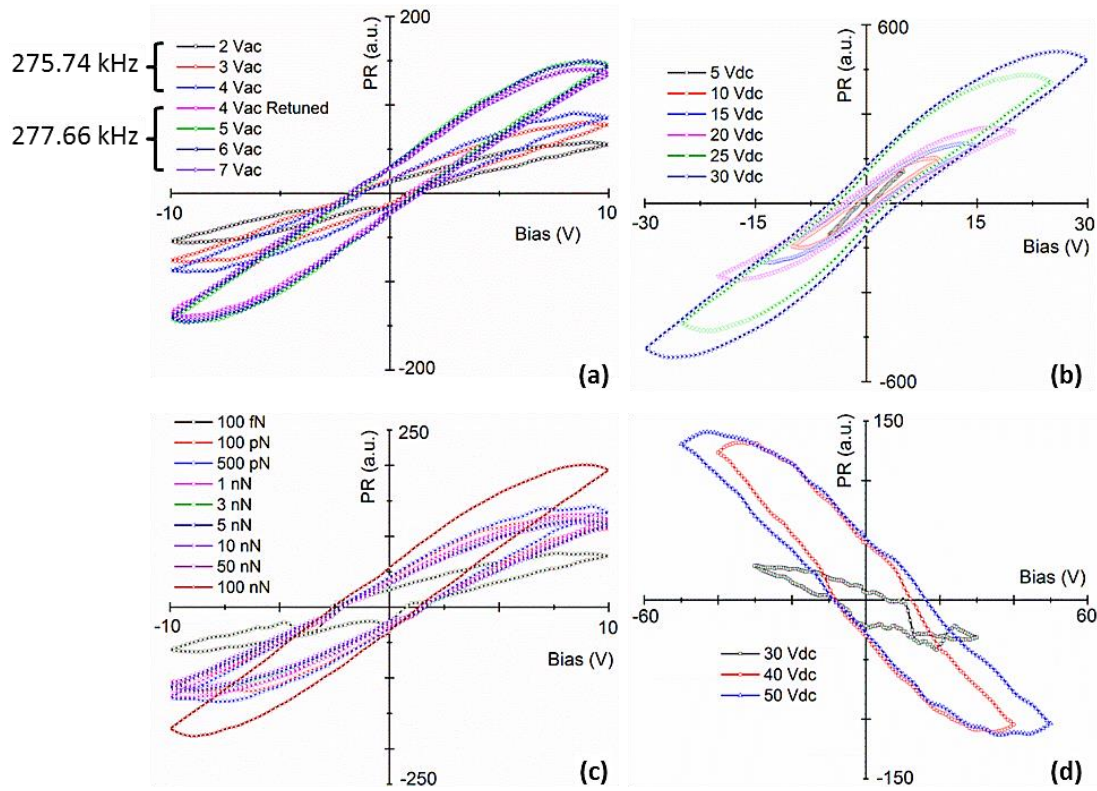 275.74 kHz
277.66 kHz
2 Vac
3 Vac
4 Vac
4 Vac Retuned
5 Vac
6 Vac
7 Vac
200
PR (a.u.)
-10
10
Bias (V)
-200
(a)
5 Vdc
10 Vdc
15 Vdc
20 Vdc
25 Vdc
30 Vdc
600
PR (a.u.)
-30
-15
15
30
Bias (V)
-600
(b)
100 fN
100 pN
500 pN
1 nN
3 nN
5 nN
10 nN
50 nN
100 nN
250
PR (a.u.)
-10
10
Bias (V)
-250
(c)
150
PR (a.u.)
Bias (V)
-60
60
30 Vdc
40 Vdc
50 Vdc
-150
(d)